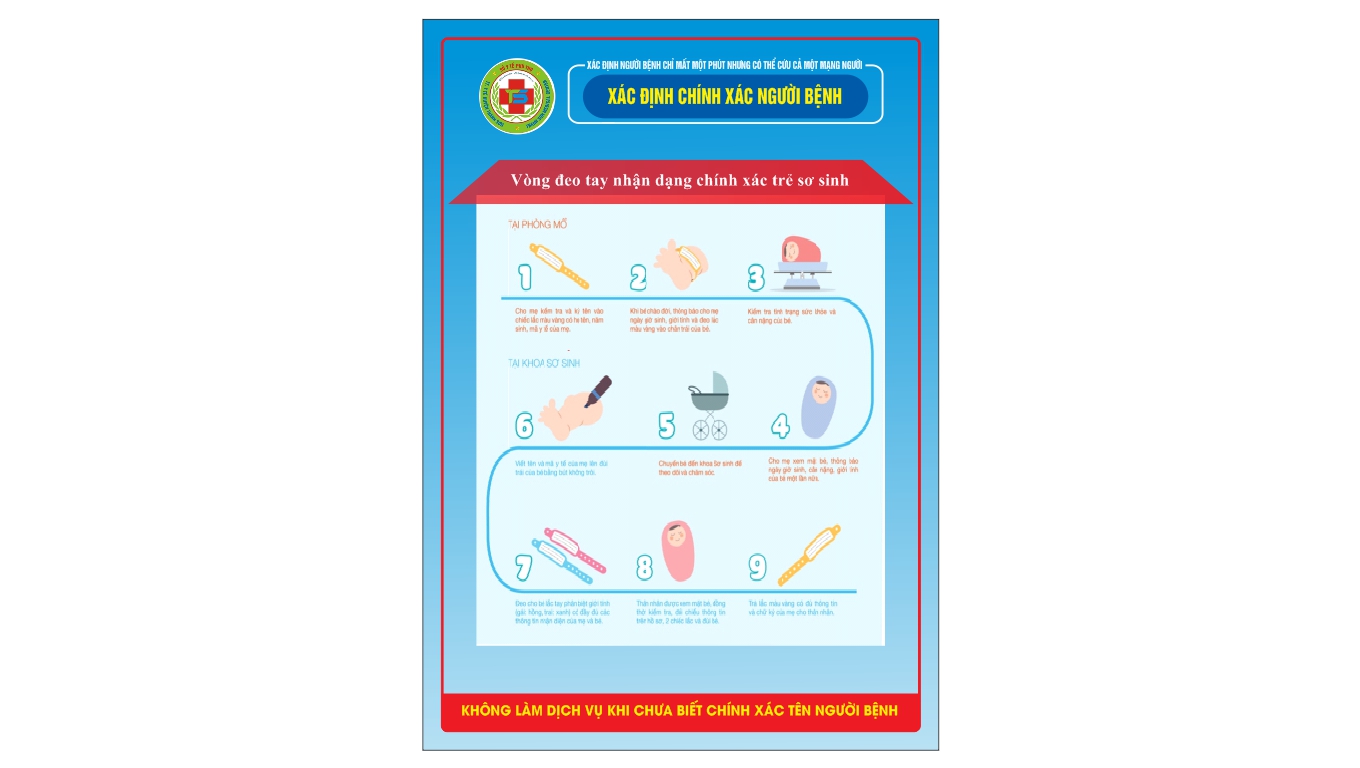 SỞ Y TẾ PHÚ THỌ
XÁC ĐỊNH NGƯỜI BỆNH CHỈ MẤT MỘT PHÚT NHƯNG CÓ THỂ CỨU CẢ MỘT MẠNG NGƯỜI
XÁC ĐỊNH CHÍNH XÁC NGƯỜI BỆNH
Vòng đeo tay nhận dạng chính xác trẻ sơ sinh
TẠI PHÒNG MỔ
1
2
3
Cho mẹ kiểm tra và kí tên vào
chiếc lắc màu vàng có họ tên, năm
sinh, mã y tế của mẹ.
Khi bé chào đời, thông báo cho mẹ
ngày giờ sinh, giới tính và đeo lắc
màu vàng vào chân trái của bé.
Kiểm tra tình trạng sức khỏe và
cân nặng của bé.
TẠI KHOA SƠ SINH
6
5
4
Viết tên và mã y tế của mẹ lên đùi
trái của bé bằng bút không trôi.
Chuyển bé đến khoa Sơ sinh để
theo dõi và chăm sóc.
Cho mẹ xem mặt bé, thông báo
ngày giờ sinh, cân nặng, giới tính
của bé một lần nữa.
7
8
9
Đeo cho bé lắc tay phân biệt giới tính
(gái: hồng, trai: xanh) có đầy đủ các
thông tin nhận diện của mẹ và bé.
Thân nhân được xem mặt bé, đồng
thời kiểm tra, đối chiếu thông tin
trên hồ sơ, 2 chiếc lắc và đùi bé.
Trả lắc màu vàng có đủ thông tin
và chữ ký của mẹ cho thân nhân.
KHÔNG LÀM DỊCH VỤ KHI CHƯA BIẾT CHÍNH XÁC TÊN NGƯỜI BỆNH